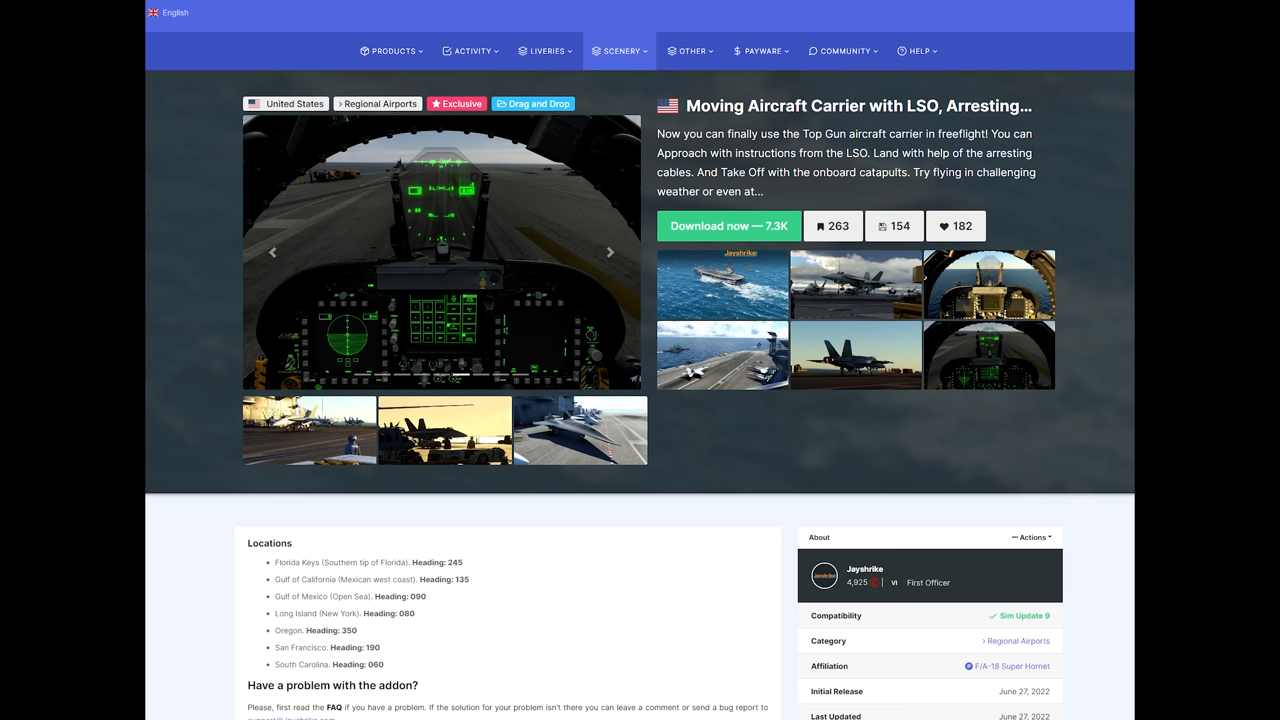 English
PRODUCTS ACTIVITY LIVERIES SCENERY OTHER PAYWARE COMMUNITY HELP
United States › Regional Airports Exclusive Drag and Drop
Moving Aircraft Carrier with LSO, Arresting...
Now you can finally use the Top Gun aircraft carrier in freeflight! You can
Approach with instructions from the LSO. Land with help of the arresting
cables. And Take Off with the onboard catapults. Try flying in challenging
weather or even at...
Download now — 7.3K 263 154 182
Jayshrike
Locations
Florida Keys (Southern tip of Florida). Heading: 245
Gulf of California (Mexican west coast). Heading: 135
Gulf of Mexico (Open Sea). Heading: 090
Long Island (New York). Heading: 080
Oregon. Heading: 350
San Francisco. Heading: 190
South Carolina. Heading: 060
Have a problem with the addon?
Please, first read the FAQ if you have a problem. If the solution for your problem isn't there you can leave a comment or send a bug report to
About ··· Actions
Jayshrike
4,925 | VI First Officer
Compatibility Sim Update 9
Category › Regional Airports
Affiliation P F/A-18 Super Hornet
Initial Release June 27, 2022
Last Updated June 27, 2022